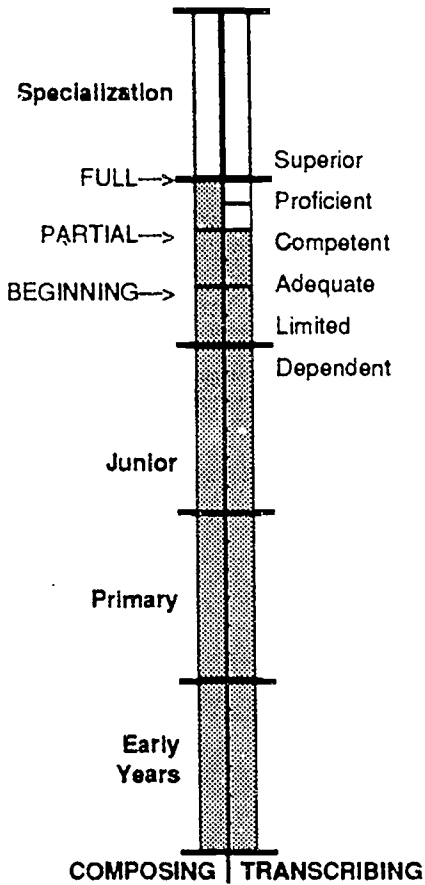 Specialization
Superior
FULL—>
Proficient
PARTIAL—>
Competent
Adequate
BEGINNING—>
Limited
Dependent
Junior
Primary
Early
Years
COMPOSING | TRANSCRIBING